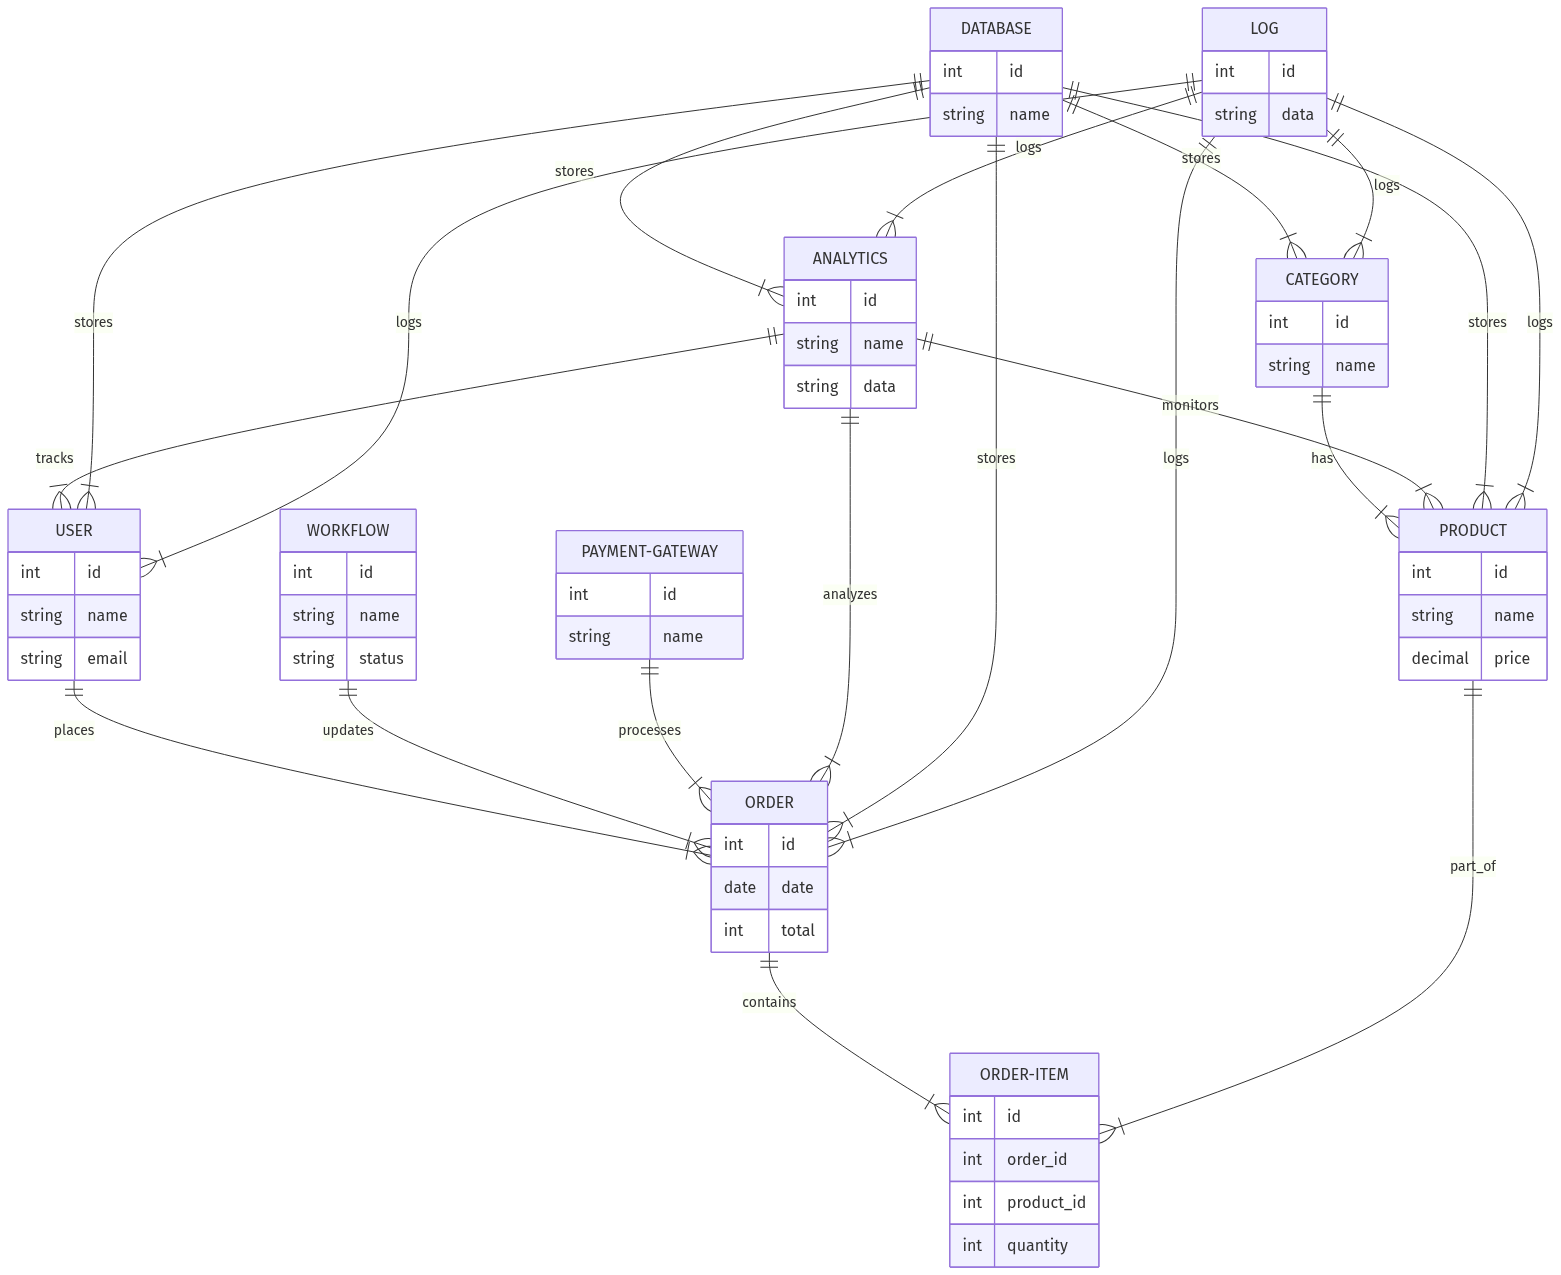 DATABASE
int id
string name
LOG
int id
string data
stores
logs
stores
logs
ANALYTICS
int id
string name
string data
CATEGORY
int id
string name
stores
logs
stores
logs
monitors
tracks
stores
logs
has
USER
int id
string name
string email
WORKFLOW
int id
string name
string status
PAYMENT-GATEWAY
int id
string name
PRODUCT
int id
string name
decimal price
analyzes
places
updates
processes
ORDER
int id
date date
int total
part_of
contains
ORDER-ITEM
int id
int order_id
int product_id
int quantity